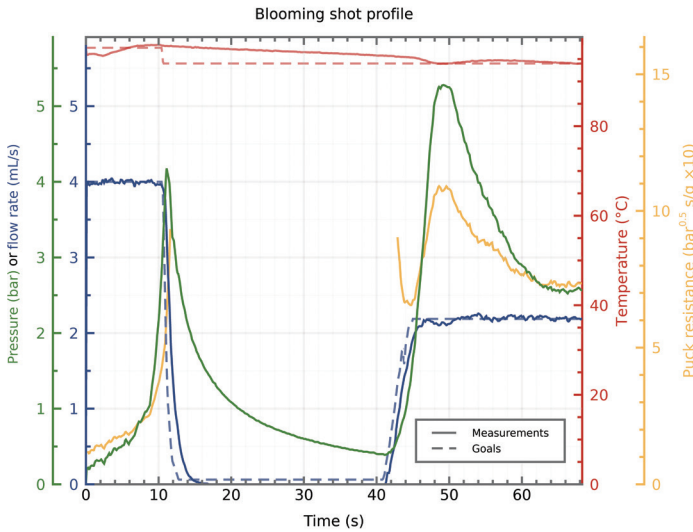 Blooming shot profile
Pressure (bar) or flow rate (mL/s)
0 1 2 3 4 5
0 1 2 3 4 5
0 10 20 30 40 50 60
Time (s)
Measurements
Goals
0 20 40 60 80
Temperature (°C)
0 5 10 15
Puck resistance (bar^0.5 s/g ×10)